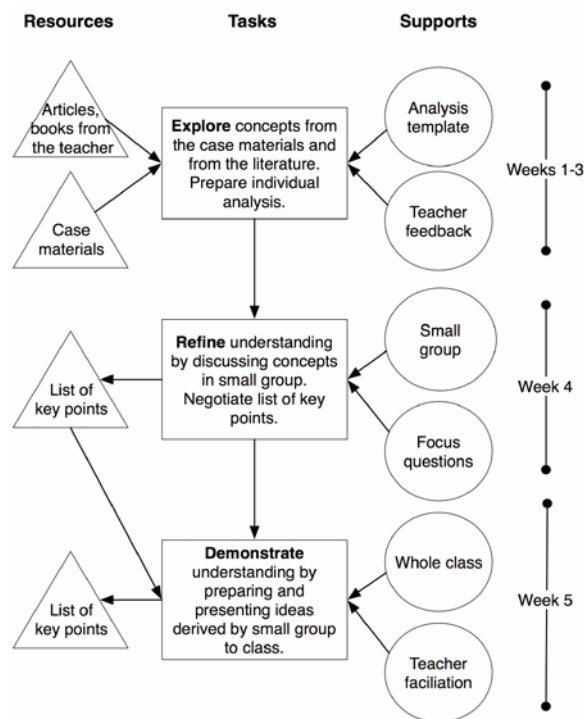 Resources
Tasks
Supports
Articles,
books from
the teacher
Case
materials
Explore concepts from
the case materials and
from the literature.
Prepare individual
analysis.
Analysis
template
Teacher
feedback
Weeks 1-3
List of
key points
Refine understanding
by discussing concepts
in small group.
Negotiate list of key
points.
Small
group
Focus
questions
Week 4
List of
key points
Demonstrate
understanding by
preparing and
presenting ideas
derived by small group
to class.
Whole class
Teacher
faciliation
Week 5